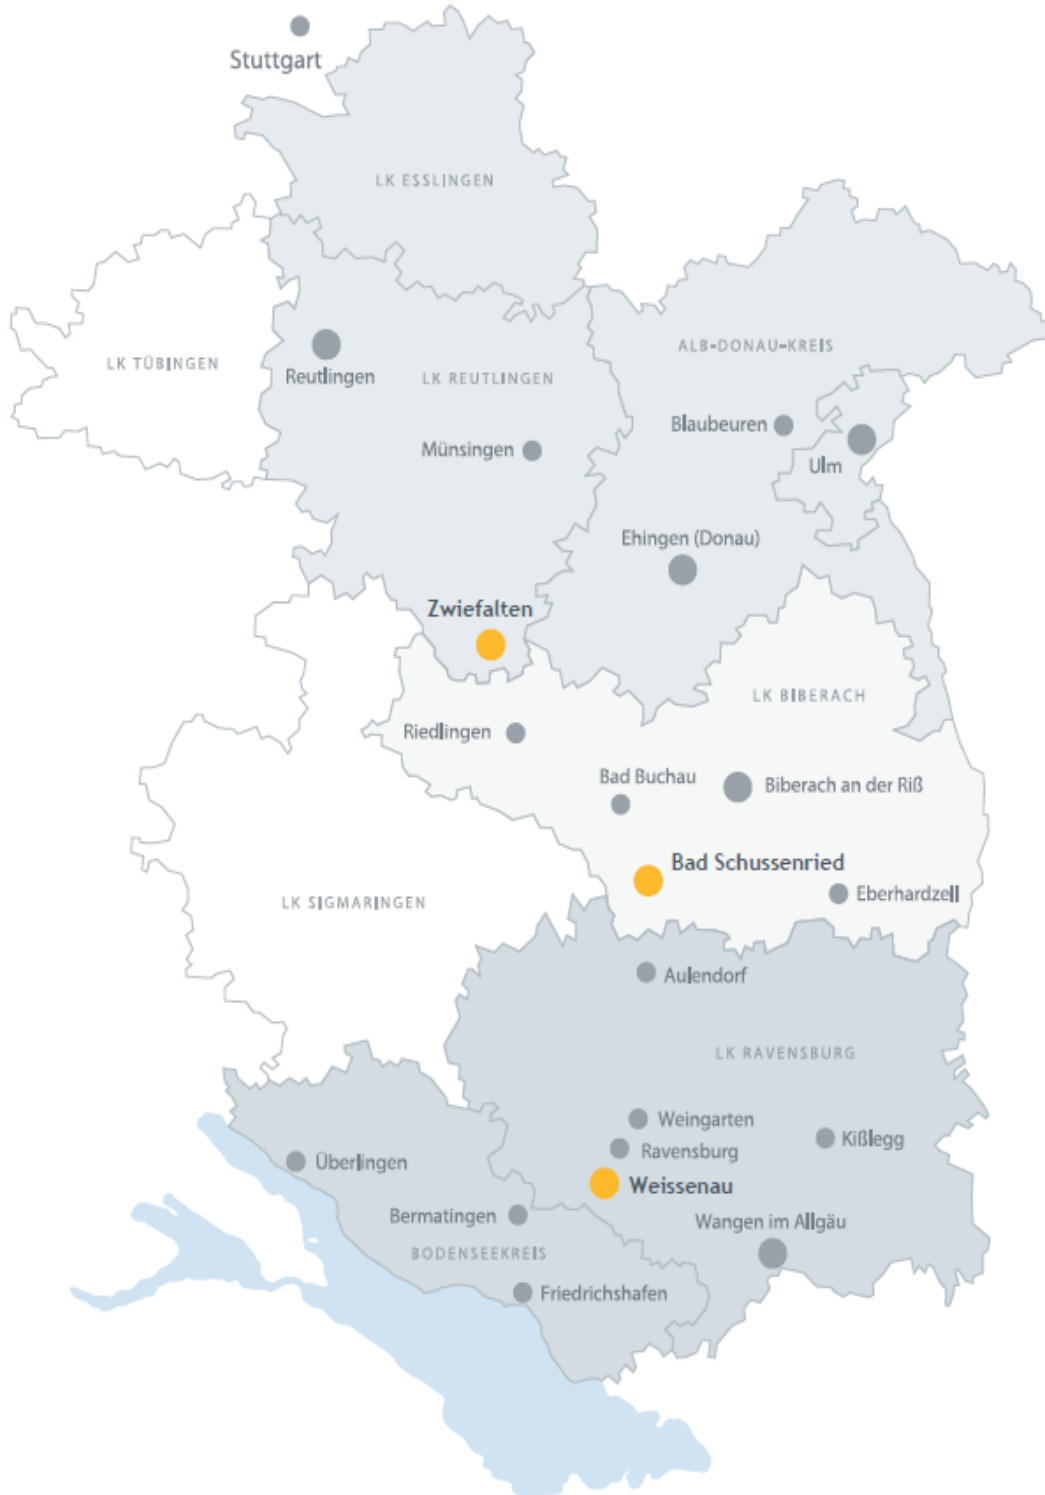 Stuttgart
LK ESSLINGEN
ALB-DONAU-KREIS
LK TÜBINGEN
Reutlingen
LK REUTLINGEN
Blaubeuren
Münsingen
Ulm
Ehingen (Donau)
Zwiefalten
LK BIBERACH
Riedlingen
Bad Buchau
Biberach an der Riß
Bad Schussenried
Eberhardzell
LK SIGMARINGEN
Aulendorf
LK RAVENSBURG
Weingarten
Kißlegg
Ravensburg
Überlingen
Weissenau
Bermatingen
Wangen im Allgäu
BODENSEEKREIS
Friedrichshafen